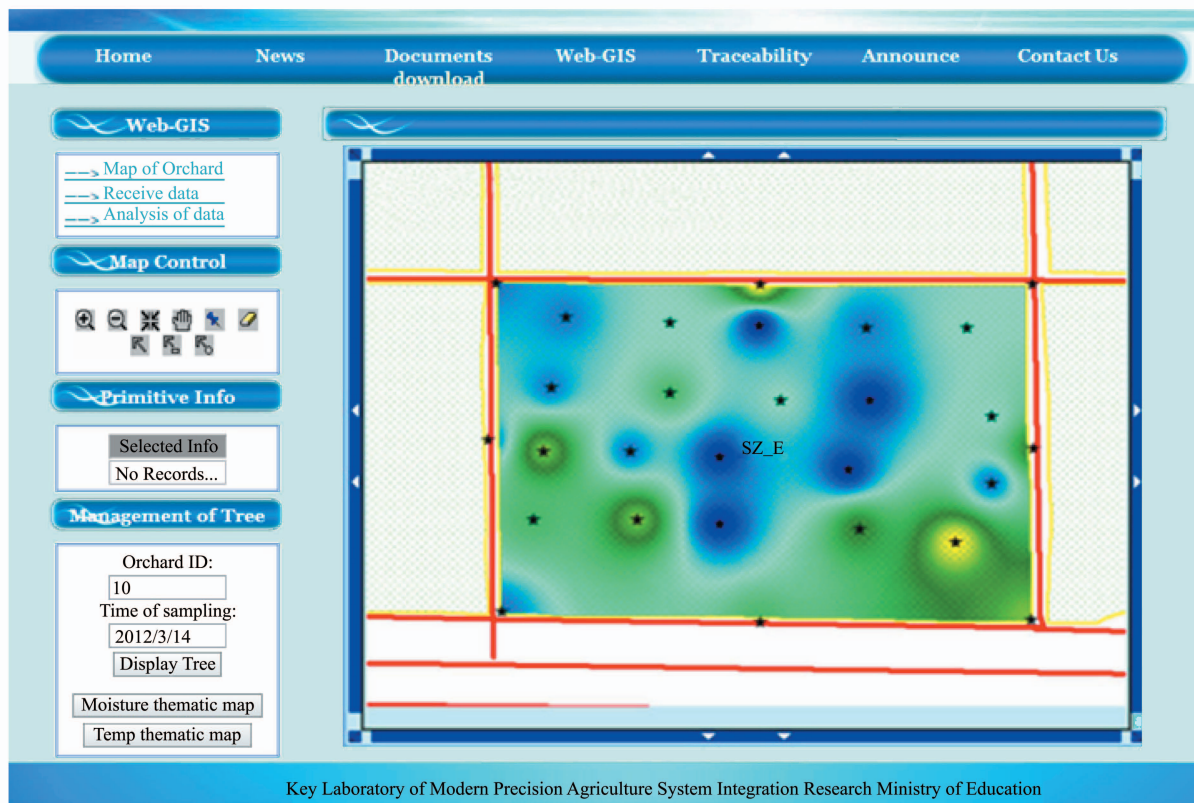 Home News Documents download Web-GIS Traceability Announce Contact Us
Web-GIS
Map of Orchard
Receive data
Analysis of data
Map Control
Primitive Info
Selected Info
No Records...
Management of Tree
Orchard ID:
10
Time of sampling:
2012/3/14
Display Tree
Moisture thematic map
Temp thematic map
SZ_E
Key Laboratory of Modern Precision Agriculture System Integration Research Ministry of Education